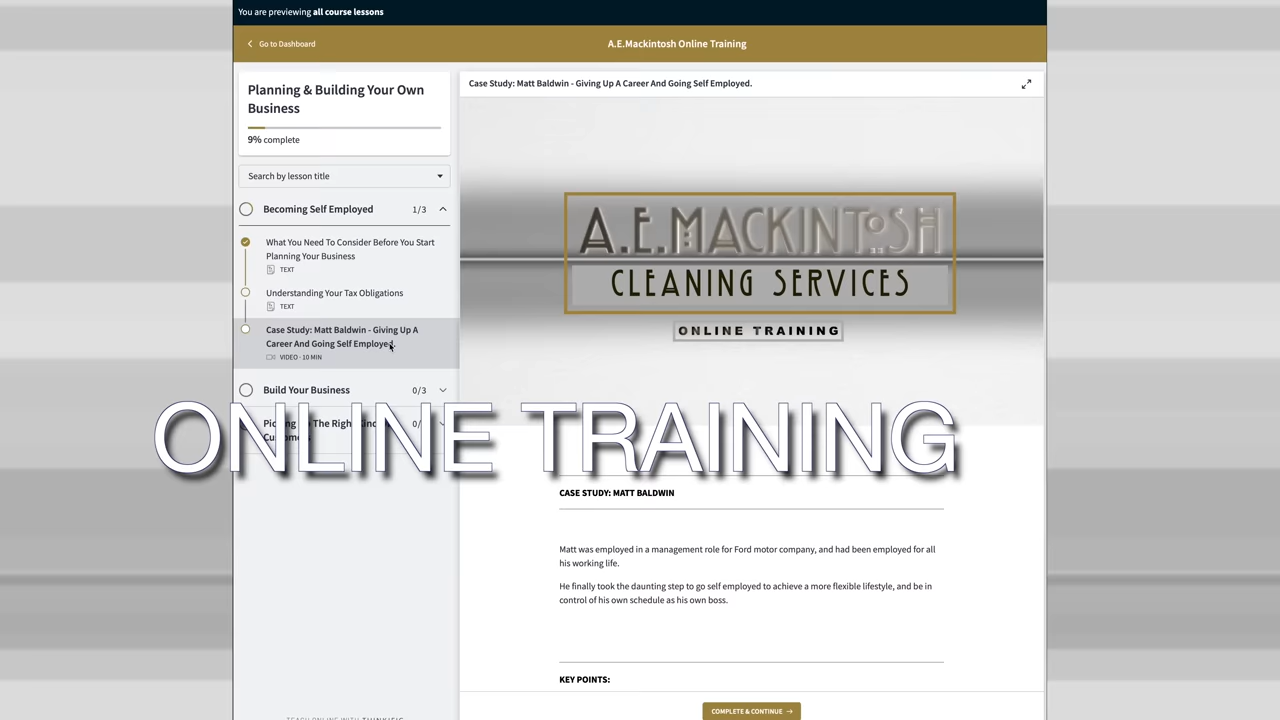 You are previewing all course lessons
Go to Dashboard
A.E.Mackintosh Online Training
Planning & Building Your Own
Business
9% complete
Search by lesson title
Becoming Self Employed 1/3
What You Need To Consider Before You Start
Planning Your Business
TEXT
Understanding Your Tax Obligations
TEXT
Case Study: Matt Baldwin - Giving Up A
Career And Going Self Employed.
VIDEO · 10 MIN
Build Your Business 0/3
The Right
Case Study: Matt Baldwin - Giving Up A Career And Going Self Employed.
A.E.MACKINTOSH
CLEANING SERVICES
ONLINE TRAINING
ONLINE TRAINING
CASE STUDY: MATT BALDWIN
Matt was employed in a management role for Ford motor company, and had been employed for all
his working life.
He finally took the daunting step to go self employed to achieve a more flexible lifestyle, and be in
control of his own schedule as his own boss.
KEY POINTS:
COMPLETE & CONTINUE →